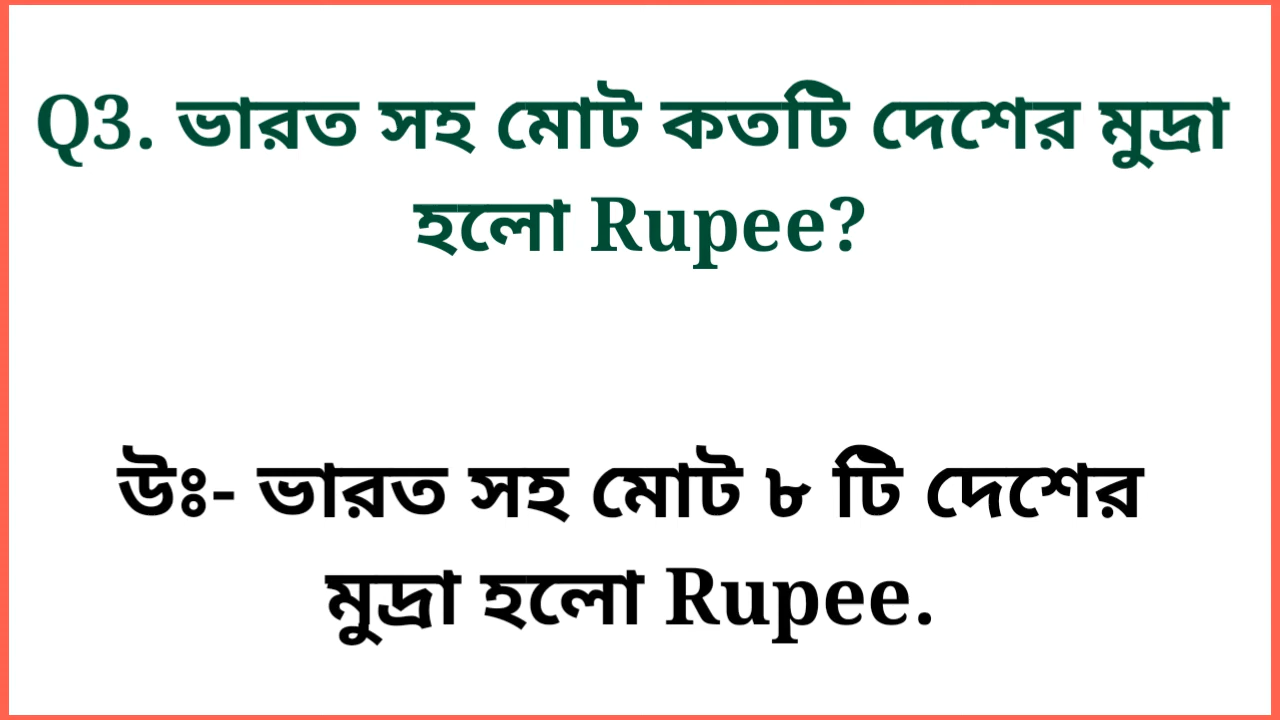 Q3. ভারত সহ মোট কতটি দেশের মুদ্রা
হলো Rupee?
উঃ- ভারত সহ মোট ৮ টি দেশের
মুদ্রা হলো Rupee.